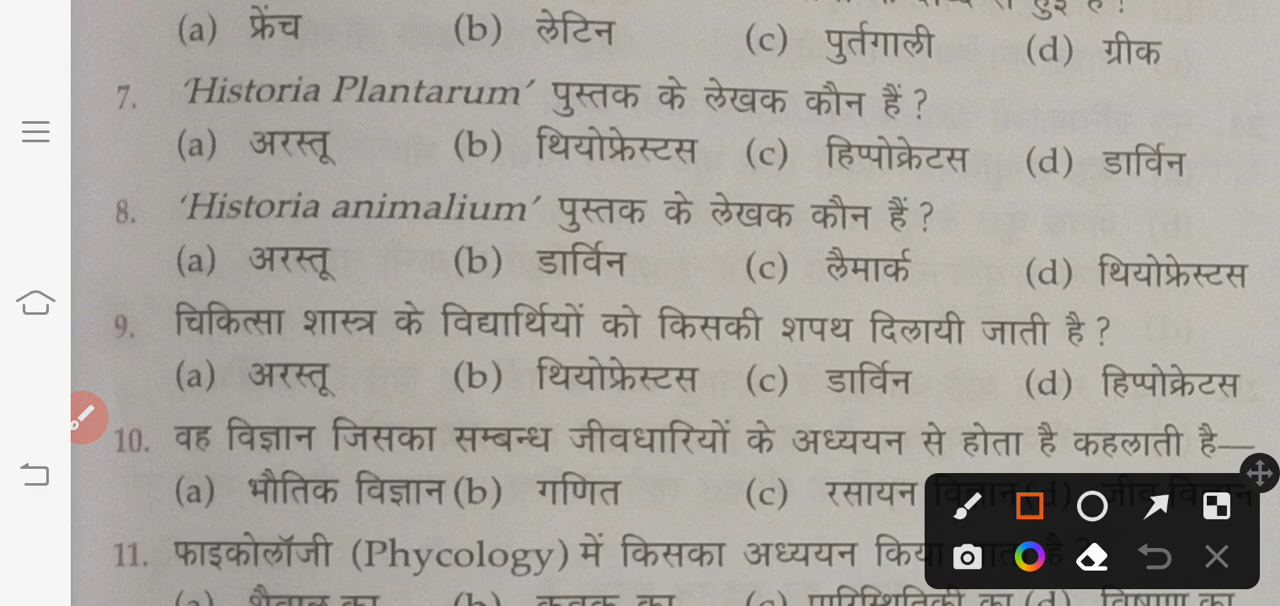 (a) फ्रेंच (b) लेटिन (c) पुर्तगाली (d) ग्रीक
7. 'Historia Plantarum' पुस्तक के लेखक कौन हैं ?
(a) अरस्तू (b) थियोफ्रेस्टस (c) हिप्पोक्रेटस (d) डार्विन
8. 'Historia animalium' पुस्तक के लेखक कौन हैं ?
(a) अरस्तू (b) डार्विन (c) लैमार्क (d) थियोफ्रेस्टस
9. चिकित्सा शास्त्र के विद्यार्थियों को किसकी शपथ दिलायी जाती है ?
(a) अरस्तू (b) थियोफ्रेस्टस (c) डार्विन (d) हिप्पोक्रेटस
10. वह विज्ञान जिसका सम्बन्ध जीवधारियों के अध्ययन से होता है कहलाती है—
(a) भौतिक विज्ञान (b) गणित (c) रसायन विज्ञान (d) जीव विज्ञान
11. फाइकोलॉजी (Phycology) में किसका अध्ययन किया जाता है ?
(a) शैवाल का (b) कवक का (c) पारिस्थितिकी का (d) विषाणु का